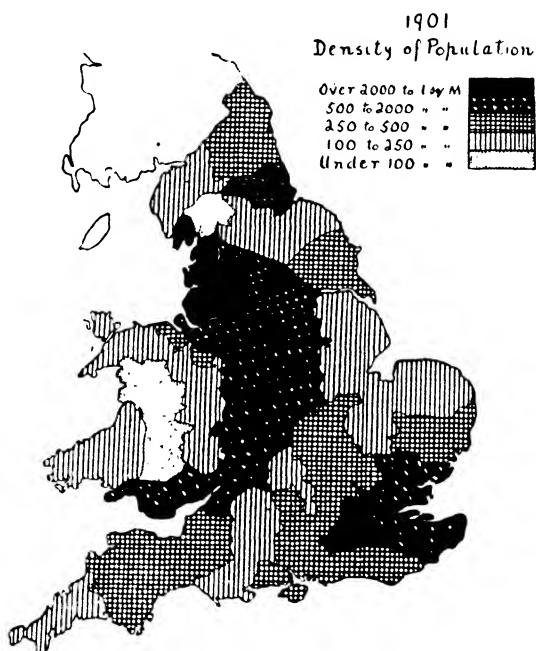 1901
Density of Population
Over 2000 to 1 sq M
500 to 2000 " "
250 to 500 " "
100 to 250 " "
Under 100 " "